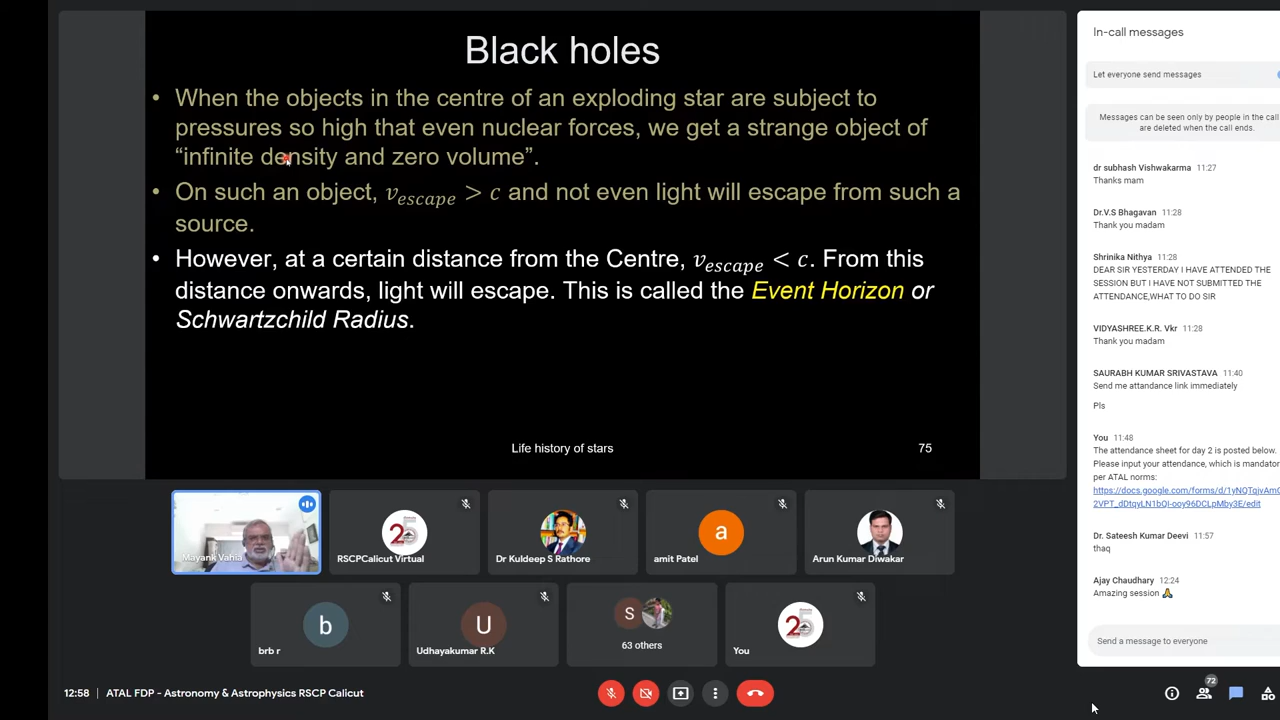 Black holes
• When the objects in the centre of an exploding star are subject to
pressures so high that even nuclear forces, we get a strange object of
“infinite density and zero volume”.
• On such an object, v_escape > c and not even light will escape from such a
source.
• However, at a certain distance from the Centre, v_escape < c. From this
distance onwards, light will escape. This is called the Event Horizon or
Schwartzchild Radius.
Life history of stars
75
Mayank Vahia
RSCPCalicut Virtual
Dr Kuldeep S Rathore
a
amit Patel
Arun Kumar Diwakar
b
brb r
U
Udhayakumar R.K
S
63 others
25
You
12:58 | ATAL FDP - Astronomy & Astrophysics RSCP Calicut
72
In-call messages
Let everyone send messages
Messages can be seen only by people in the call
are deleted when the call ends.
dr subhash Vishwakarma 11:27
Thanks mam
Dr.V.S Bhagavan 11:28
Thank you madam
Shrinika Nithya 11:28
DEAR SIR YESTERDAY I HAVE ATTENDED THE
SESSION BUT I HAVE NOT SUBMITTED THE
ATTENDANCE,WHAT TO DO SIR
VIDYASHREE.K.R. Vkr 11:28
Thank you madam
SAURABH KUMAR SRIVASTAVA 11:40
Send me attandance link immediately
Pls
You 11:48
The attendance sheet for day 2 is posted below.
Please input your attendance, which is mandator
per ATAL norms:
https://docs.google.com/forms/d/1yNQTqjvAm
2VPT_dDtqyLN1bQI-ooy96DCLpMby3E/edit
Dr. Sateesh Kumar Deevi 11:57
thaq
Ajay Chaudhary 12:24
Amazing session 🙏
Send a message to everyone